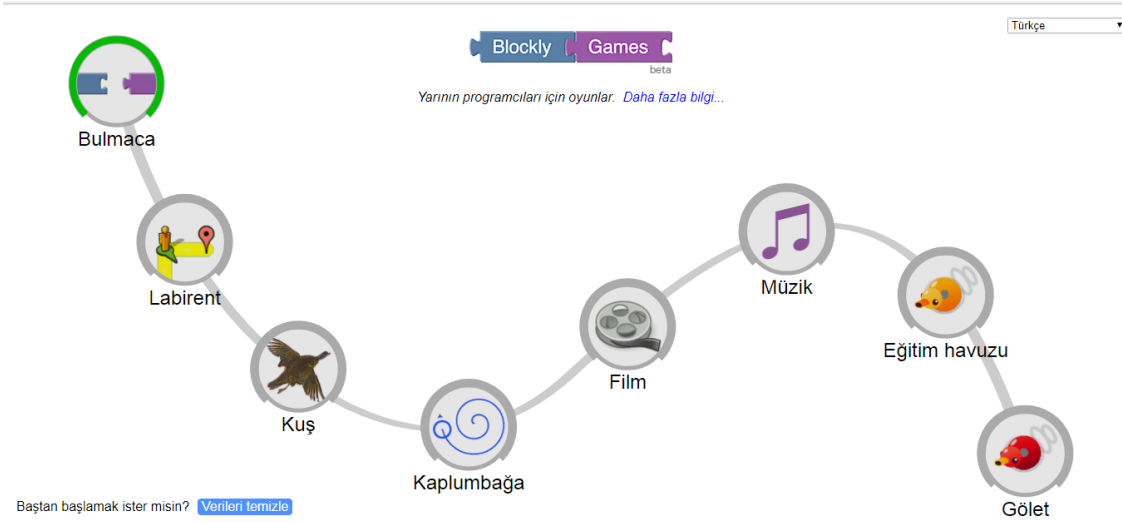 Türkçe
Blockly Games
beta
Yarının programcıları için oyunlar. Daha fazla bilgi...
Bulmaca
Labirent
Kuş
Kaplumbağa
Film
Müzik
Eğitim havuzu
Gölet
Baştan başlamak ister misin? Verileri temizle